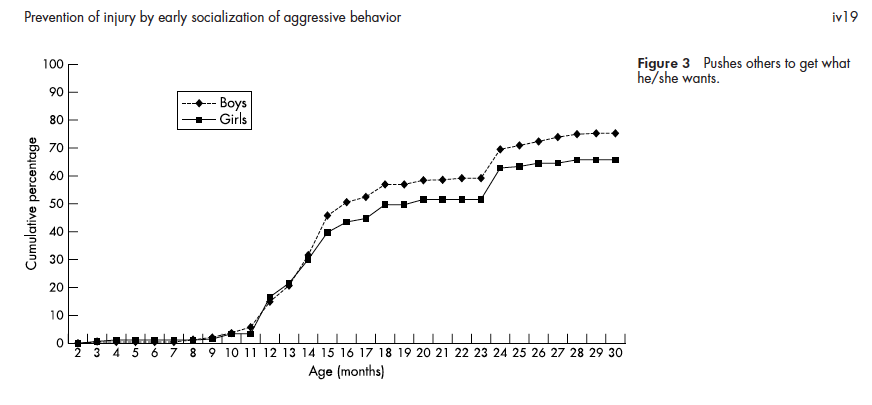 Prevention of injury by early socialization of aggressive behavior
iv19
Figure 3 Pushes others to get what
he/she wants.
100
90
80
70
60
50
40
30
20
10
0
Cumulative percentage
Boys
Girls
2 3 4 5 6 7 8 9 10 11 12 13 14 15 16 17 18 19 20 21 22 23 24 25 26 27 28 29 30
Age (months)